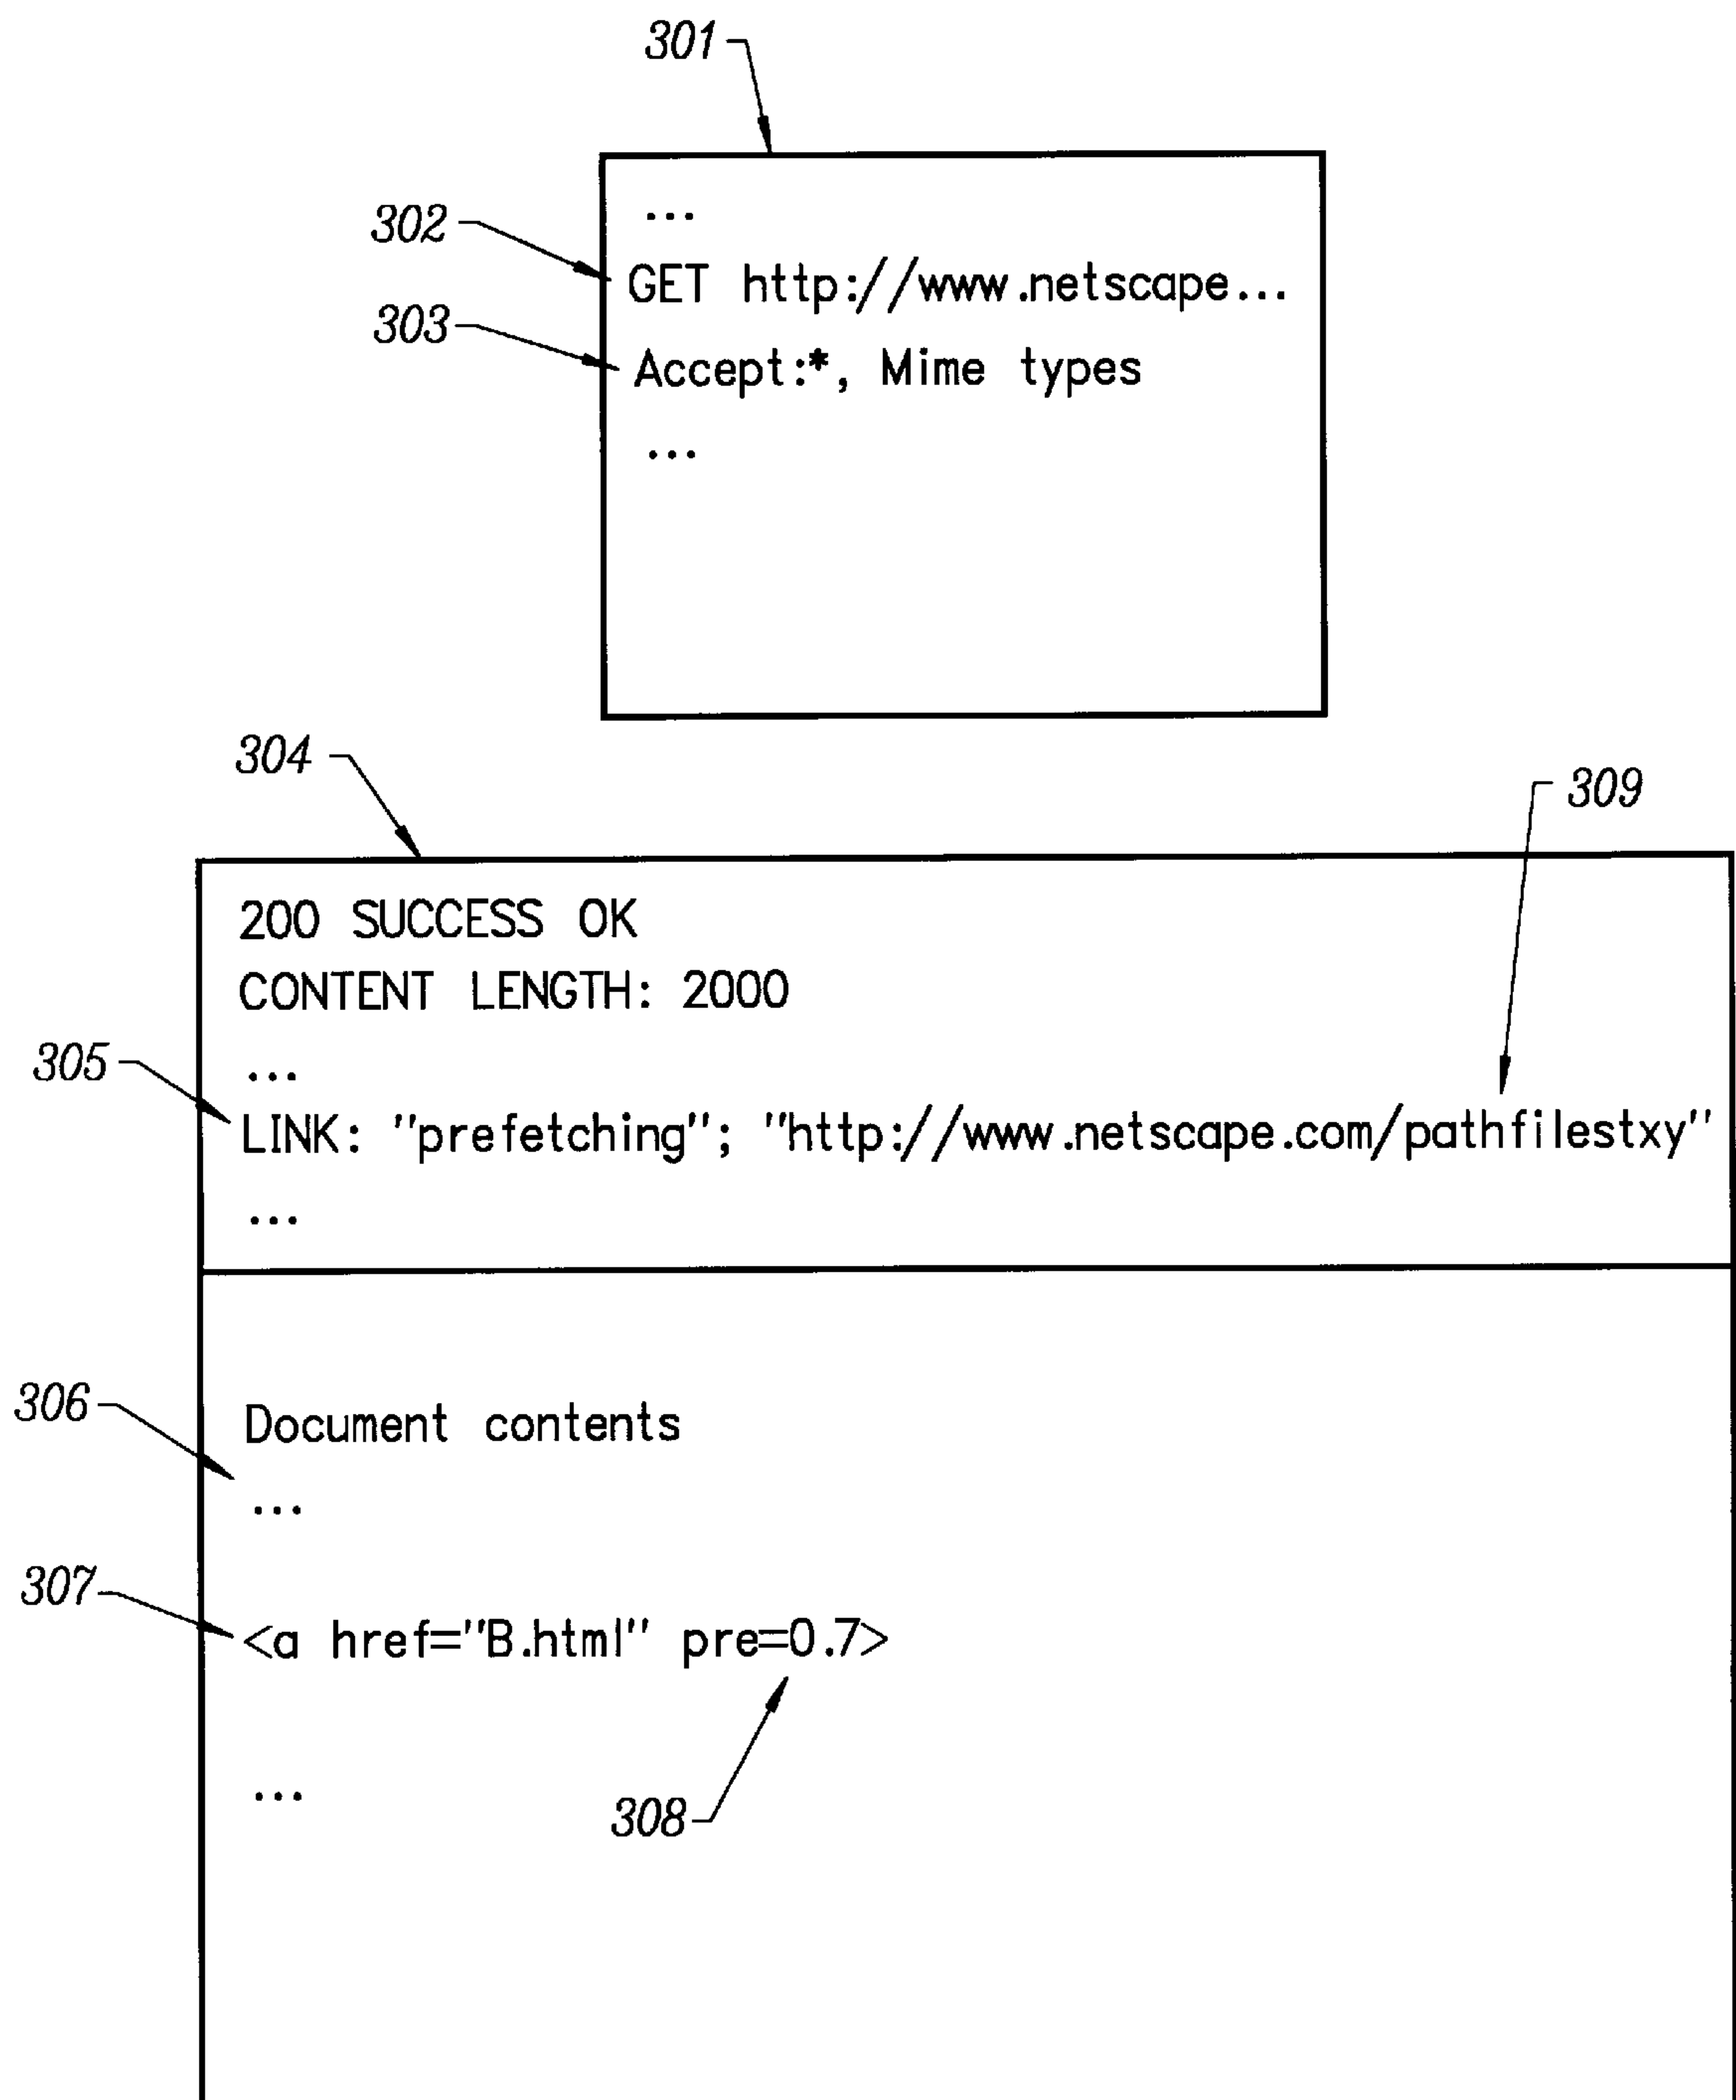 301
302
...
GET http://www.netscape...
303
Accept:*, Mime types
...
304
309
200 SUCCESS OK
CONTENT LENGTH: 2000
305
...
LINK: "prefetching"; "http://www.netscape.com/pathfilestxy"
...
306
Document contents
...
307
<a href="B.html" pre=0.7>
...
308